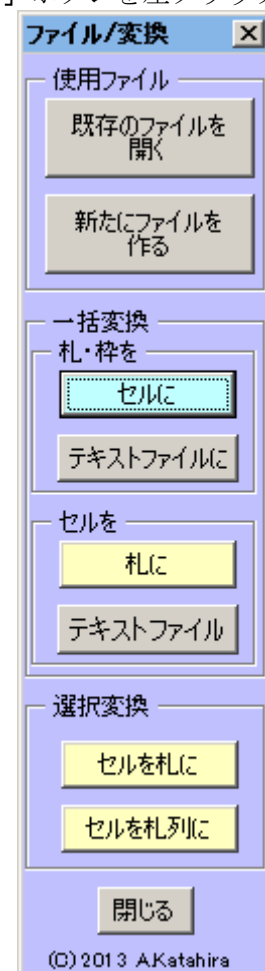 ファイル/変換
使用ファイル
既存のファイルを
開く
新たにファイルを
作る
一括変換
札・枠を
セルに
テキストファイルに
セルを
札に
テキストファイル
選択変換
セルを札に
セルを札列に
閉じる
(C)2013 A.Katahira